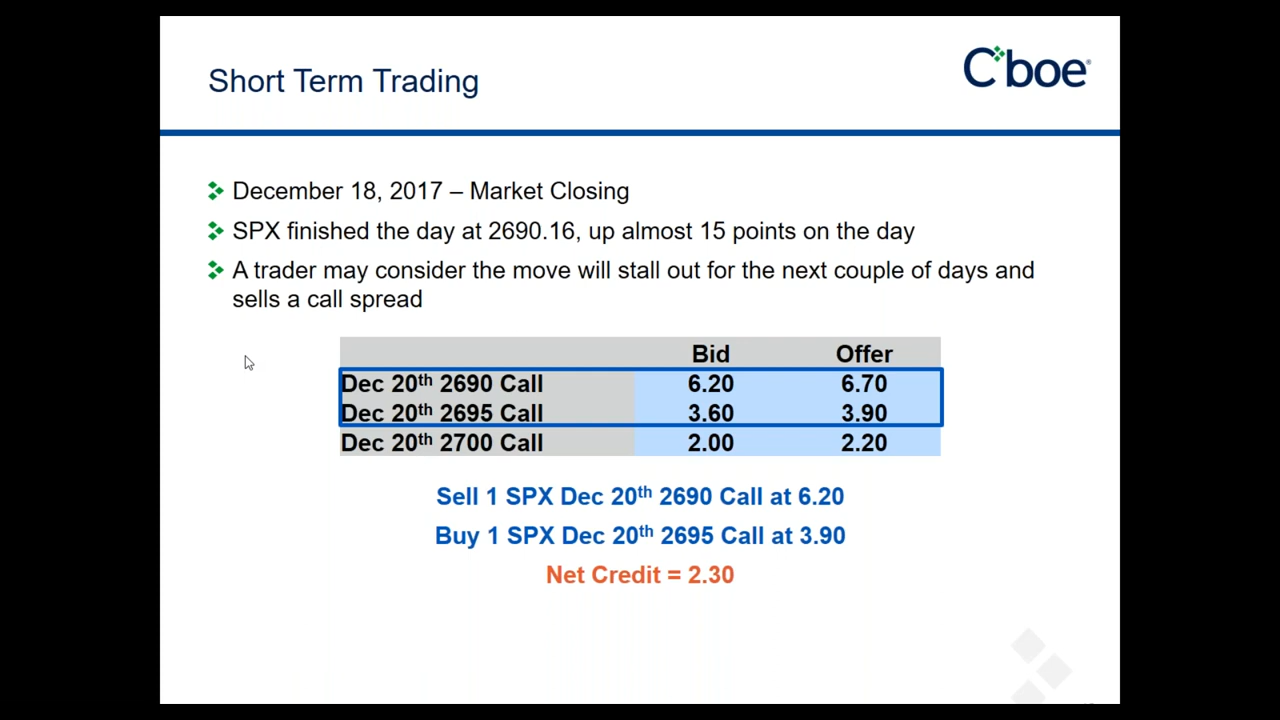 Short Term Trading
Cboe®
December 18, 2017 – Market Closing
SPX finished the day at 2690.16, up almost 15 points on the day
A trader may consider the move will stall out for the next couple of days and
sells a call spread
Bid Offer
Dec 20th 2690 Call 6.20 6.70
Dec 20th 2695 Call 3.60 3.90
Dec 20th 2700 Call 2.00 2.20
Sell 1 SPX Dec 20th 2690 Call at 6.20
Buy 1 SPX Dec 20th 2695 Call at 3.90
Net Credit = 2.30